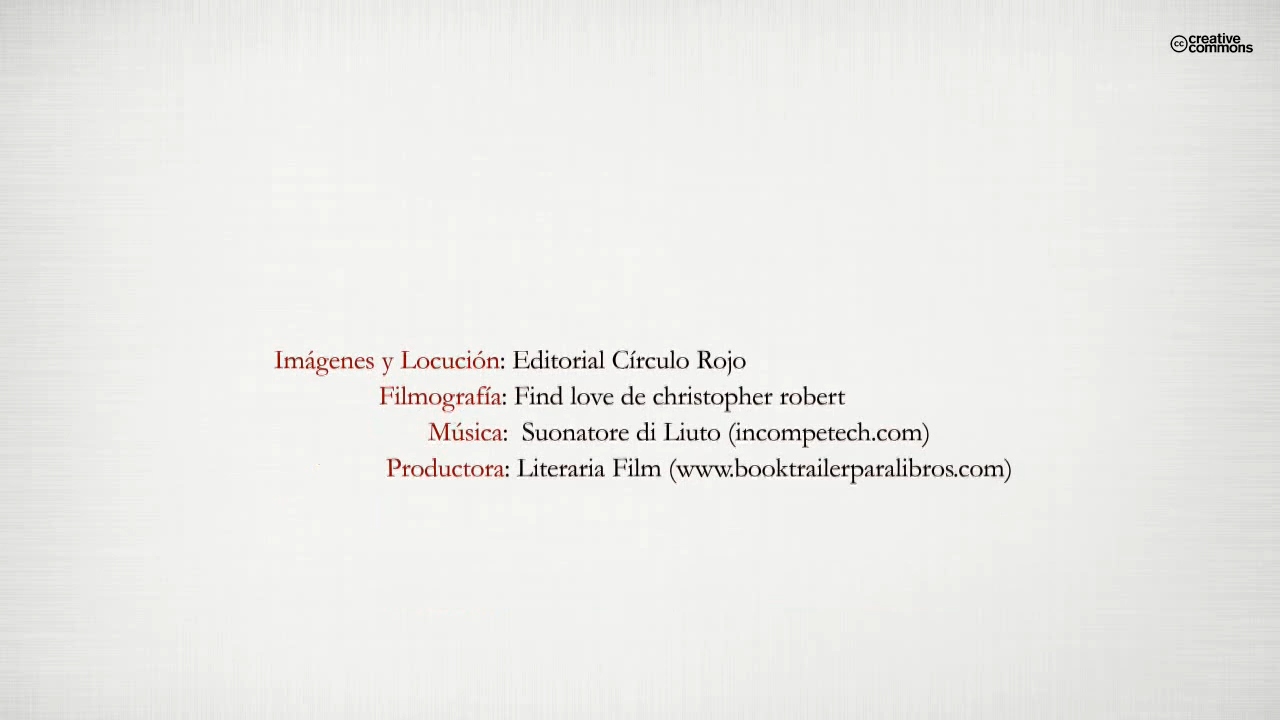 cc creative
commons
Imágenes y Locución: Editorial Círculo Rojo
Filmografía: Find love de christopher robert
Música: Suonatore di Liuto (incompetech.com)
Productora: Literaria Film (www.booktrailerparalibros.com)